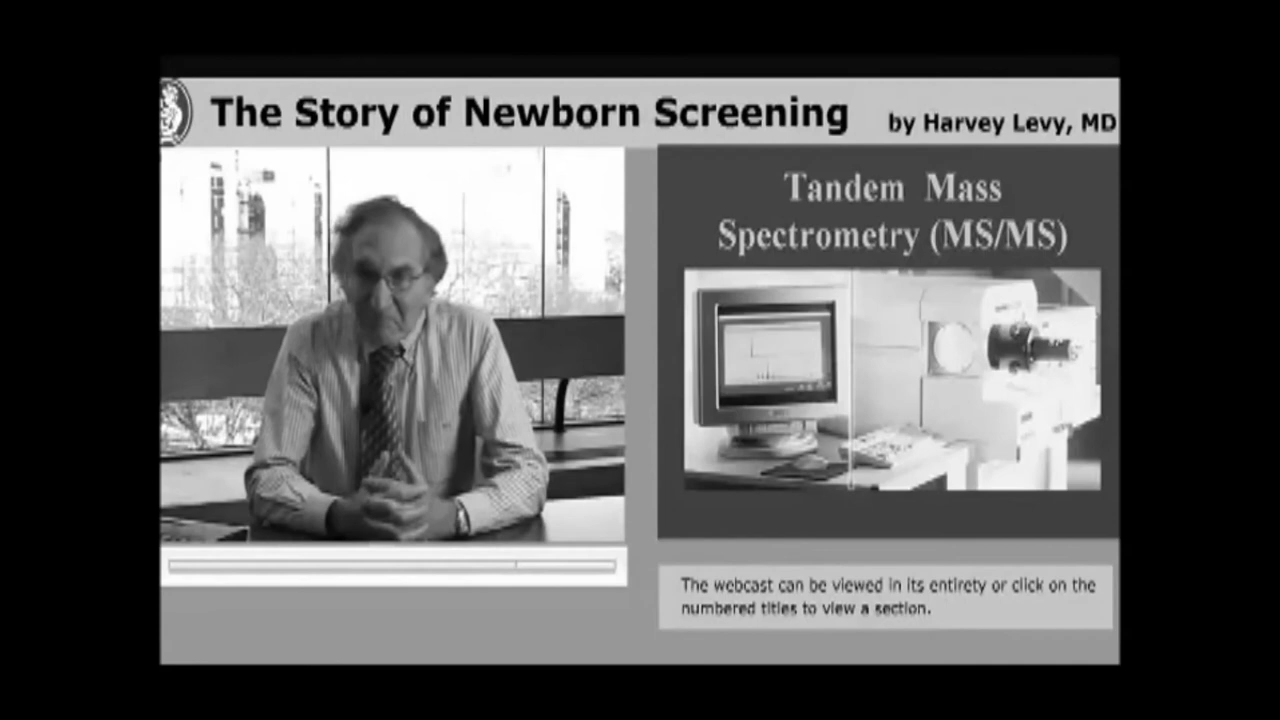 The Story of Newborn Screening
by Harvey Levy, MD
Tandem Mass
Spectrometry (MS/MS)
The webcast can be viewed in its entirety or click on the
numbered titles to view a section.